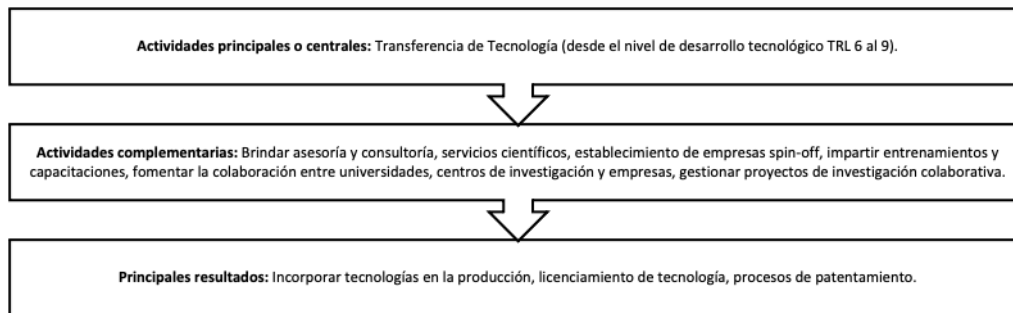 Actividades principales o centrales: Transferencia de Tecnología (desde el nivel de desarrollo tecnológico TRL 6 al 9).
Actividades complementarias: Brindar asesoría y consultoría, servicios científicos, establecimiento de empresas spin-off, impartir entrenamientos y
capacitaciones, fomentar la colaboración entre universidades, centros de investigación y empresas, gestionar proyectos de investigación colaborativa.
Principales resultados: Incorporar tecnologías en la producción, licenciamiento de tecnología, procesos de patentamiento.